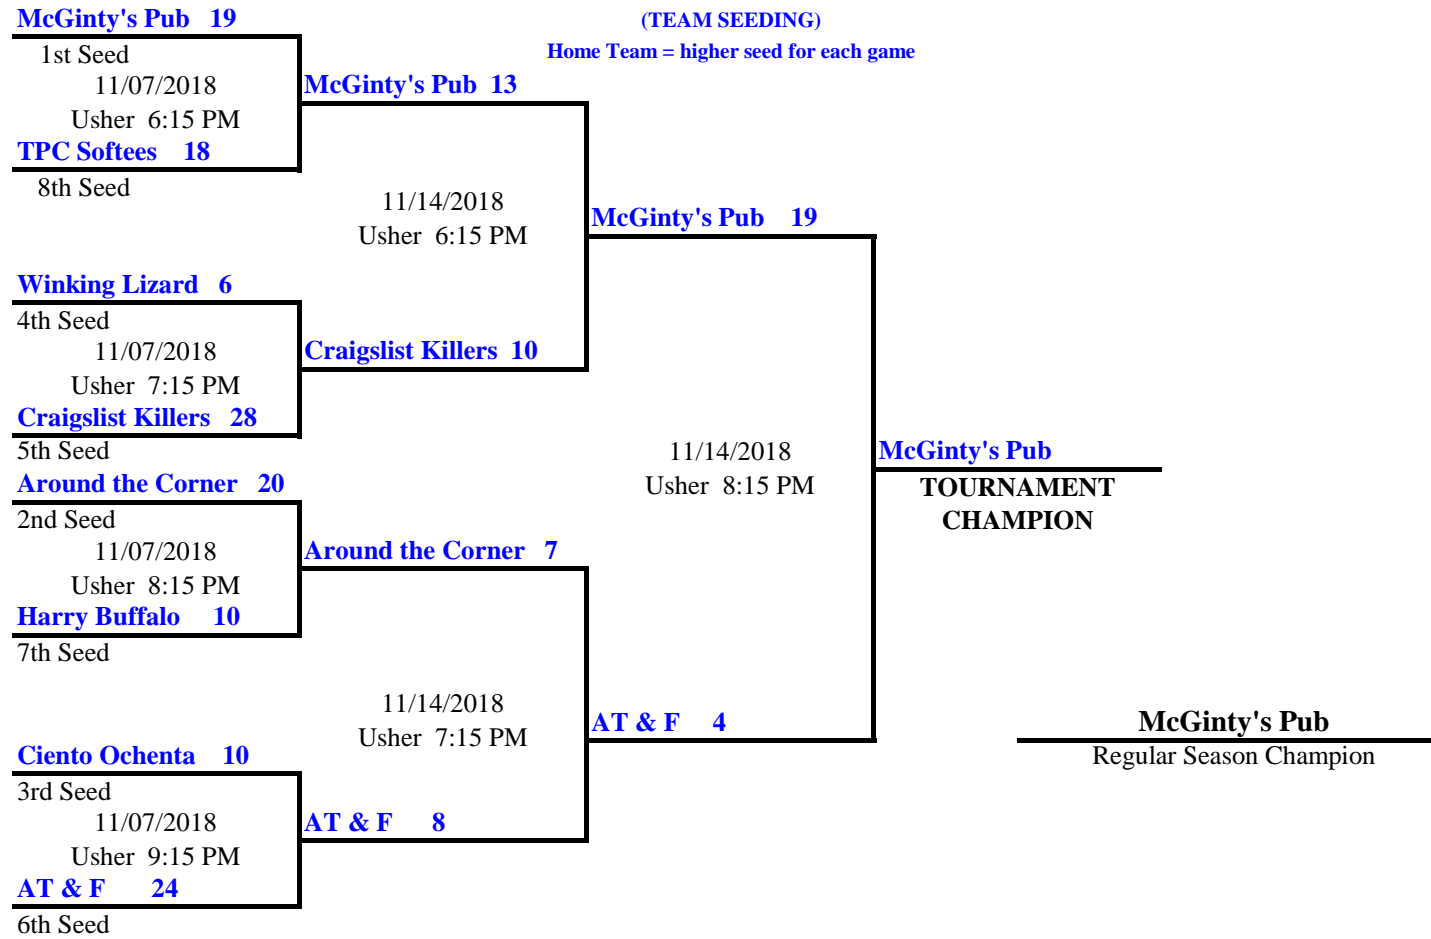 McGinty's Pub 19
(TEAM SEEDING)
1st Seed
Home Team = higher seed for each game
11/07/2018
McGinty's Pub 13
Usher 6:15 PM
TPC Softees 18
8th Seed
11/14/2018
McGinty's Pub 19
Usher 6:15 PM
Winking Lizard 6
4th Seed
11/07/2018
Craigslist Killers 10
Usher 7:15 PM
Craigslist Killers 28
5th Seed
11/14/2018
McGinty's Pub
Around the Corner 20
Usher 8:15 PM
TOURNAMENT
CHAMPION
2nd Seed
11/07/2018
Around the Corner 7
Usher 8:15 PM
Harry Buffalo 10
7th Seed
11/14/2018
AT & F 4
McGinty's Pub
Usher 7:15 PM
Ciento Ochenta 10
Regular Season Champion
3rd Seed
11/07/2018
AT & F 8
Usher 9:15 PM
AT & F 24
6th Seed